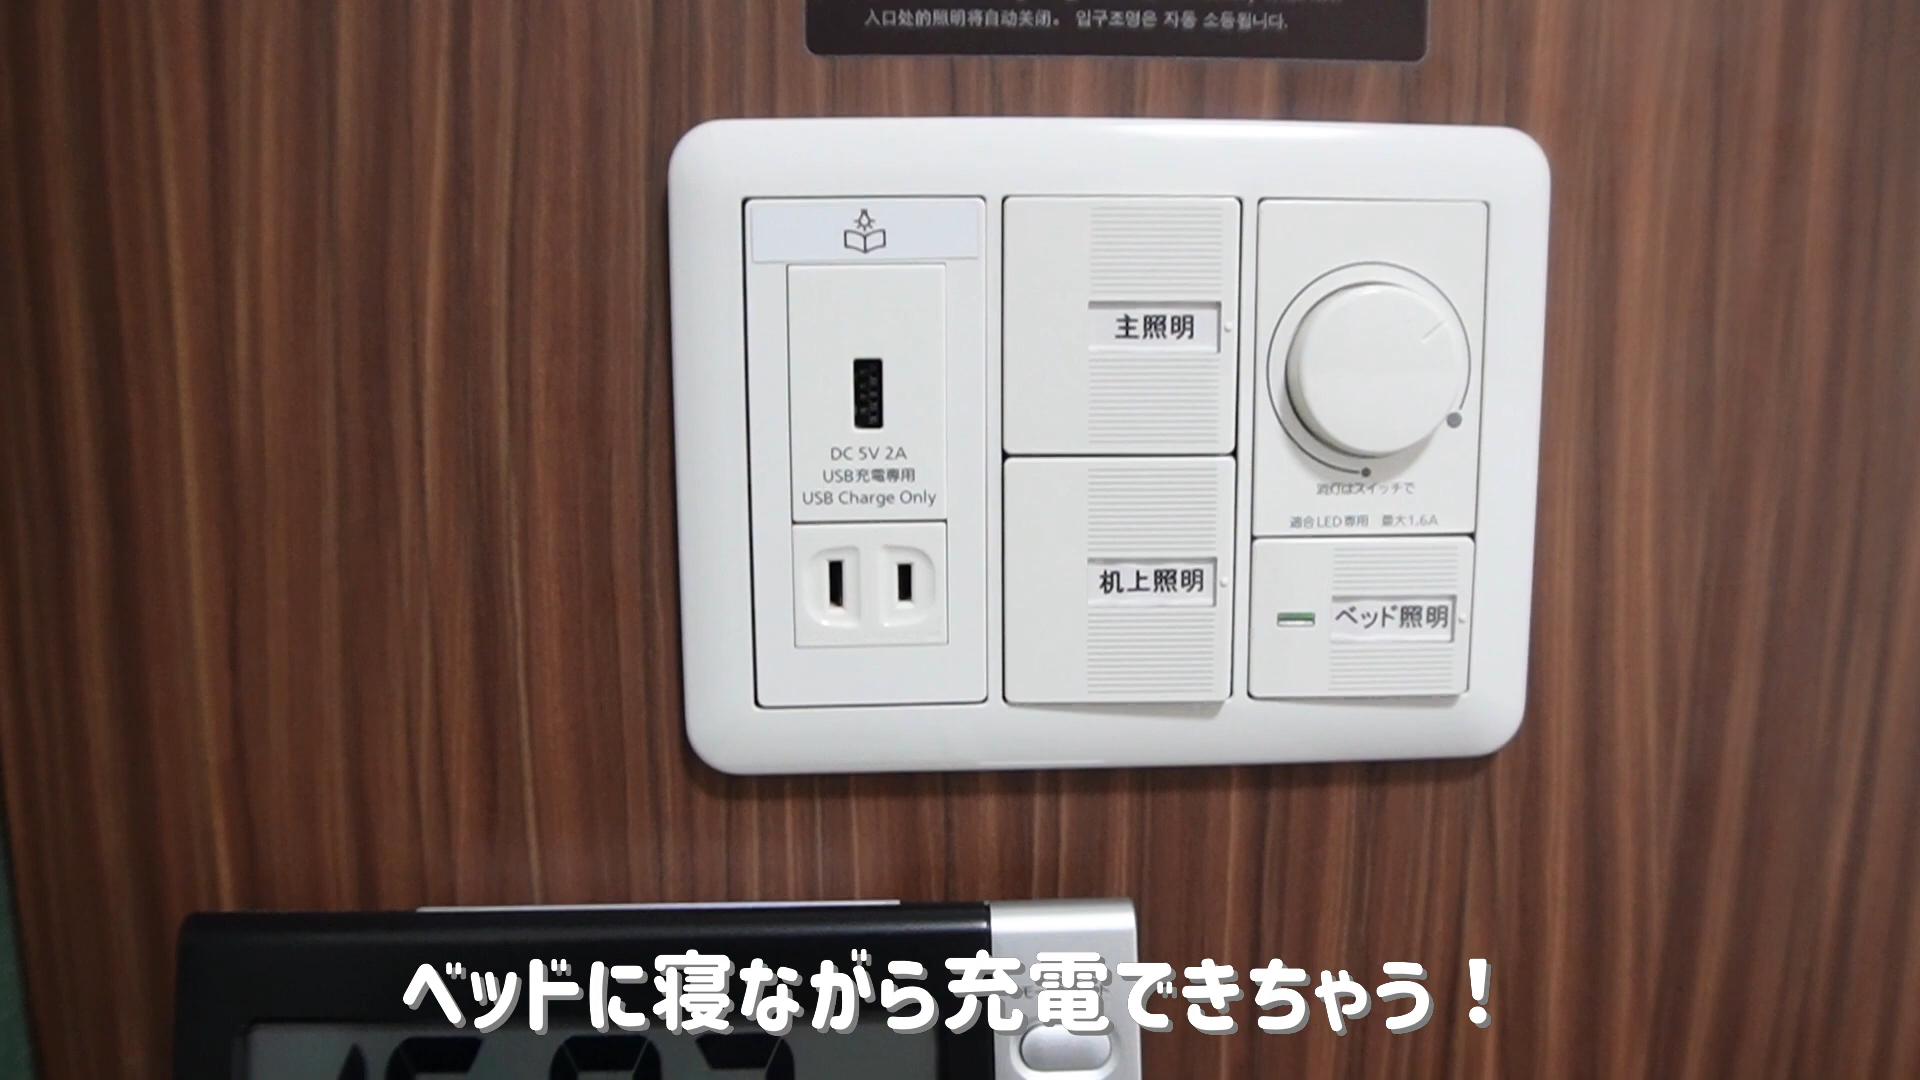 入口处的照明将自动关闭。 입구조명은 자동 소등됩니다.
DC 5V 2A
USB充電専用
USB Charge Only
主照明
机上照明
消灯はスイッチで
適合LED専用 最大1.6A
ベッド照明
ベッドに寝ながら充電できちゃう!